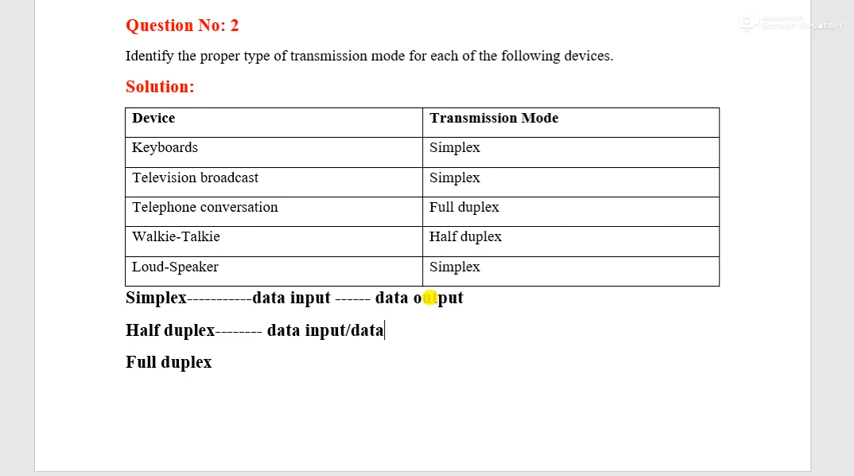 Question No: 2
Screen Recorder
Identify the proper type of transmission mode for each of the following devices.
Solution:
Device Transmission Mode
Keyboards Simplex
Television broadcast Simplex
Telephone conversation Full duplex
Walkie-Talkie Half duplex
Loud-Speaker Simplex
Simplex-----------data input ------ data output
Half duplex-------- data input/data
Full duplex